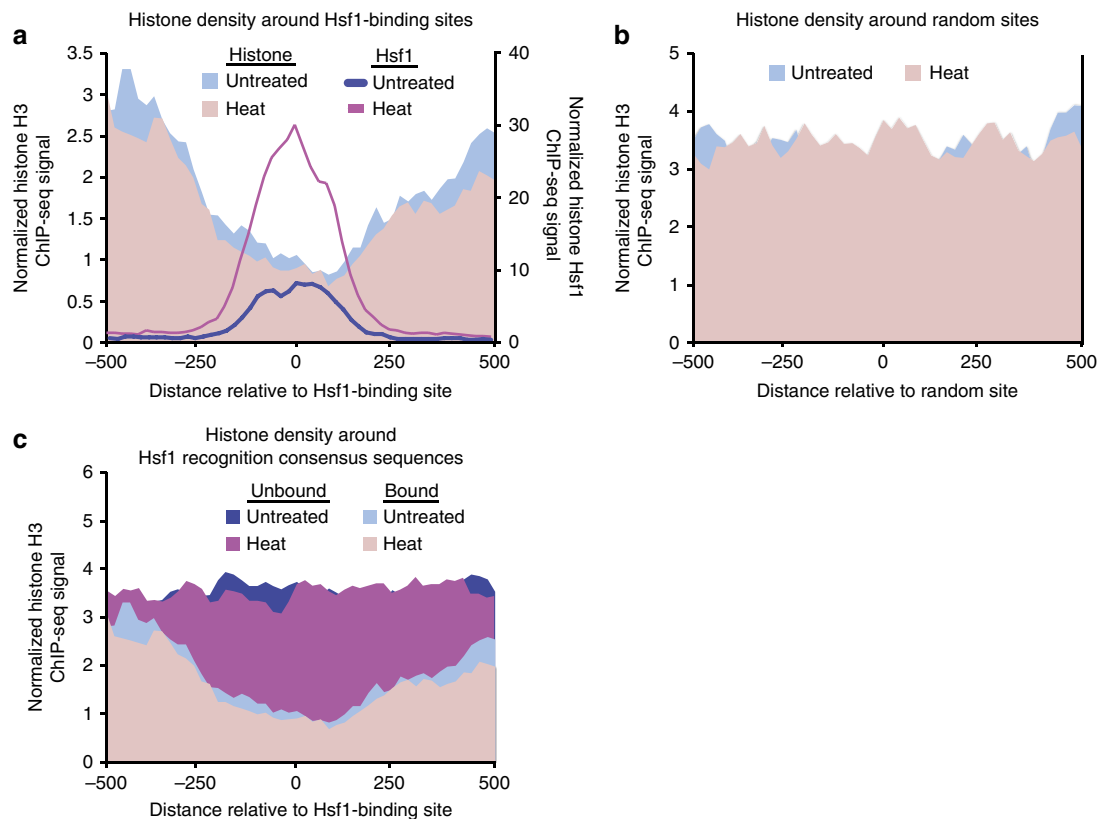 a
Histone density around Hsf1-binding sites
Normalized histone H3
ChIP-seq signal
3.5
3
2.5
2
1.5
1
0.5
0
Histone
Untreated
Heat
Hsf1
Untreated
Heat
40
30
20
10
0
Normalized histone Hsf1
ChIP-seq signal
−500
−250
0
250
500
Distance relative to Hsf1-binding site
b
Histone density around random sites
Normalized histone H3
ChIP-seq signal
5
4
3
4
2
1
0
Untreated
Heat
−500
−250
0
250
500
Distance relative to random site
c
Histone density around
Hsf1 recognition consensus sequences
Normalized histone H3
ChIP-seq signal
6
5
4
3
2
1
0
Unbound
Untreated
Heat
Bound
Untreated
Heat
−500
−250
0
250
500
Distance relative to Hsf1-binding site